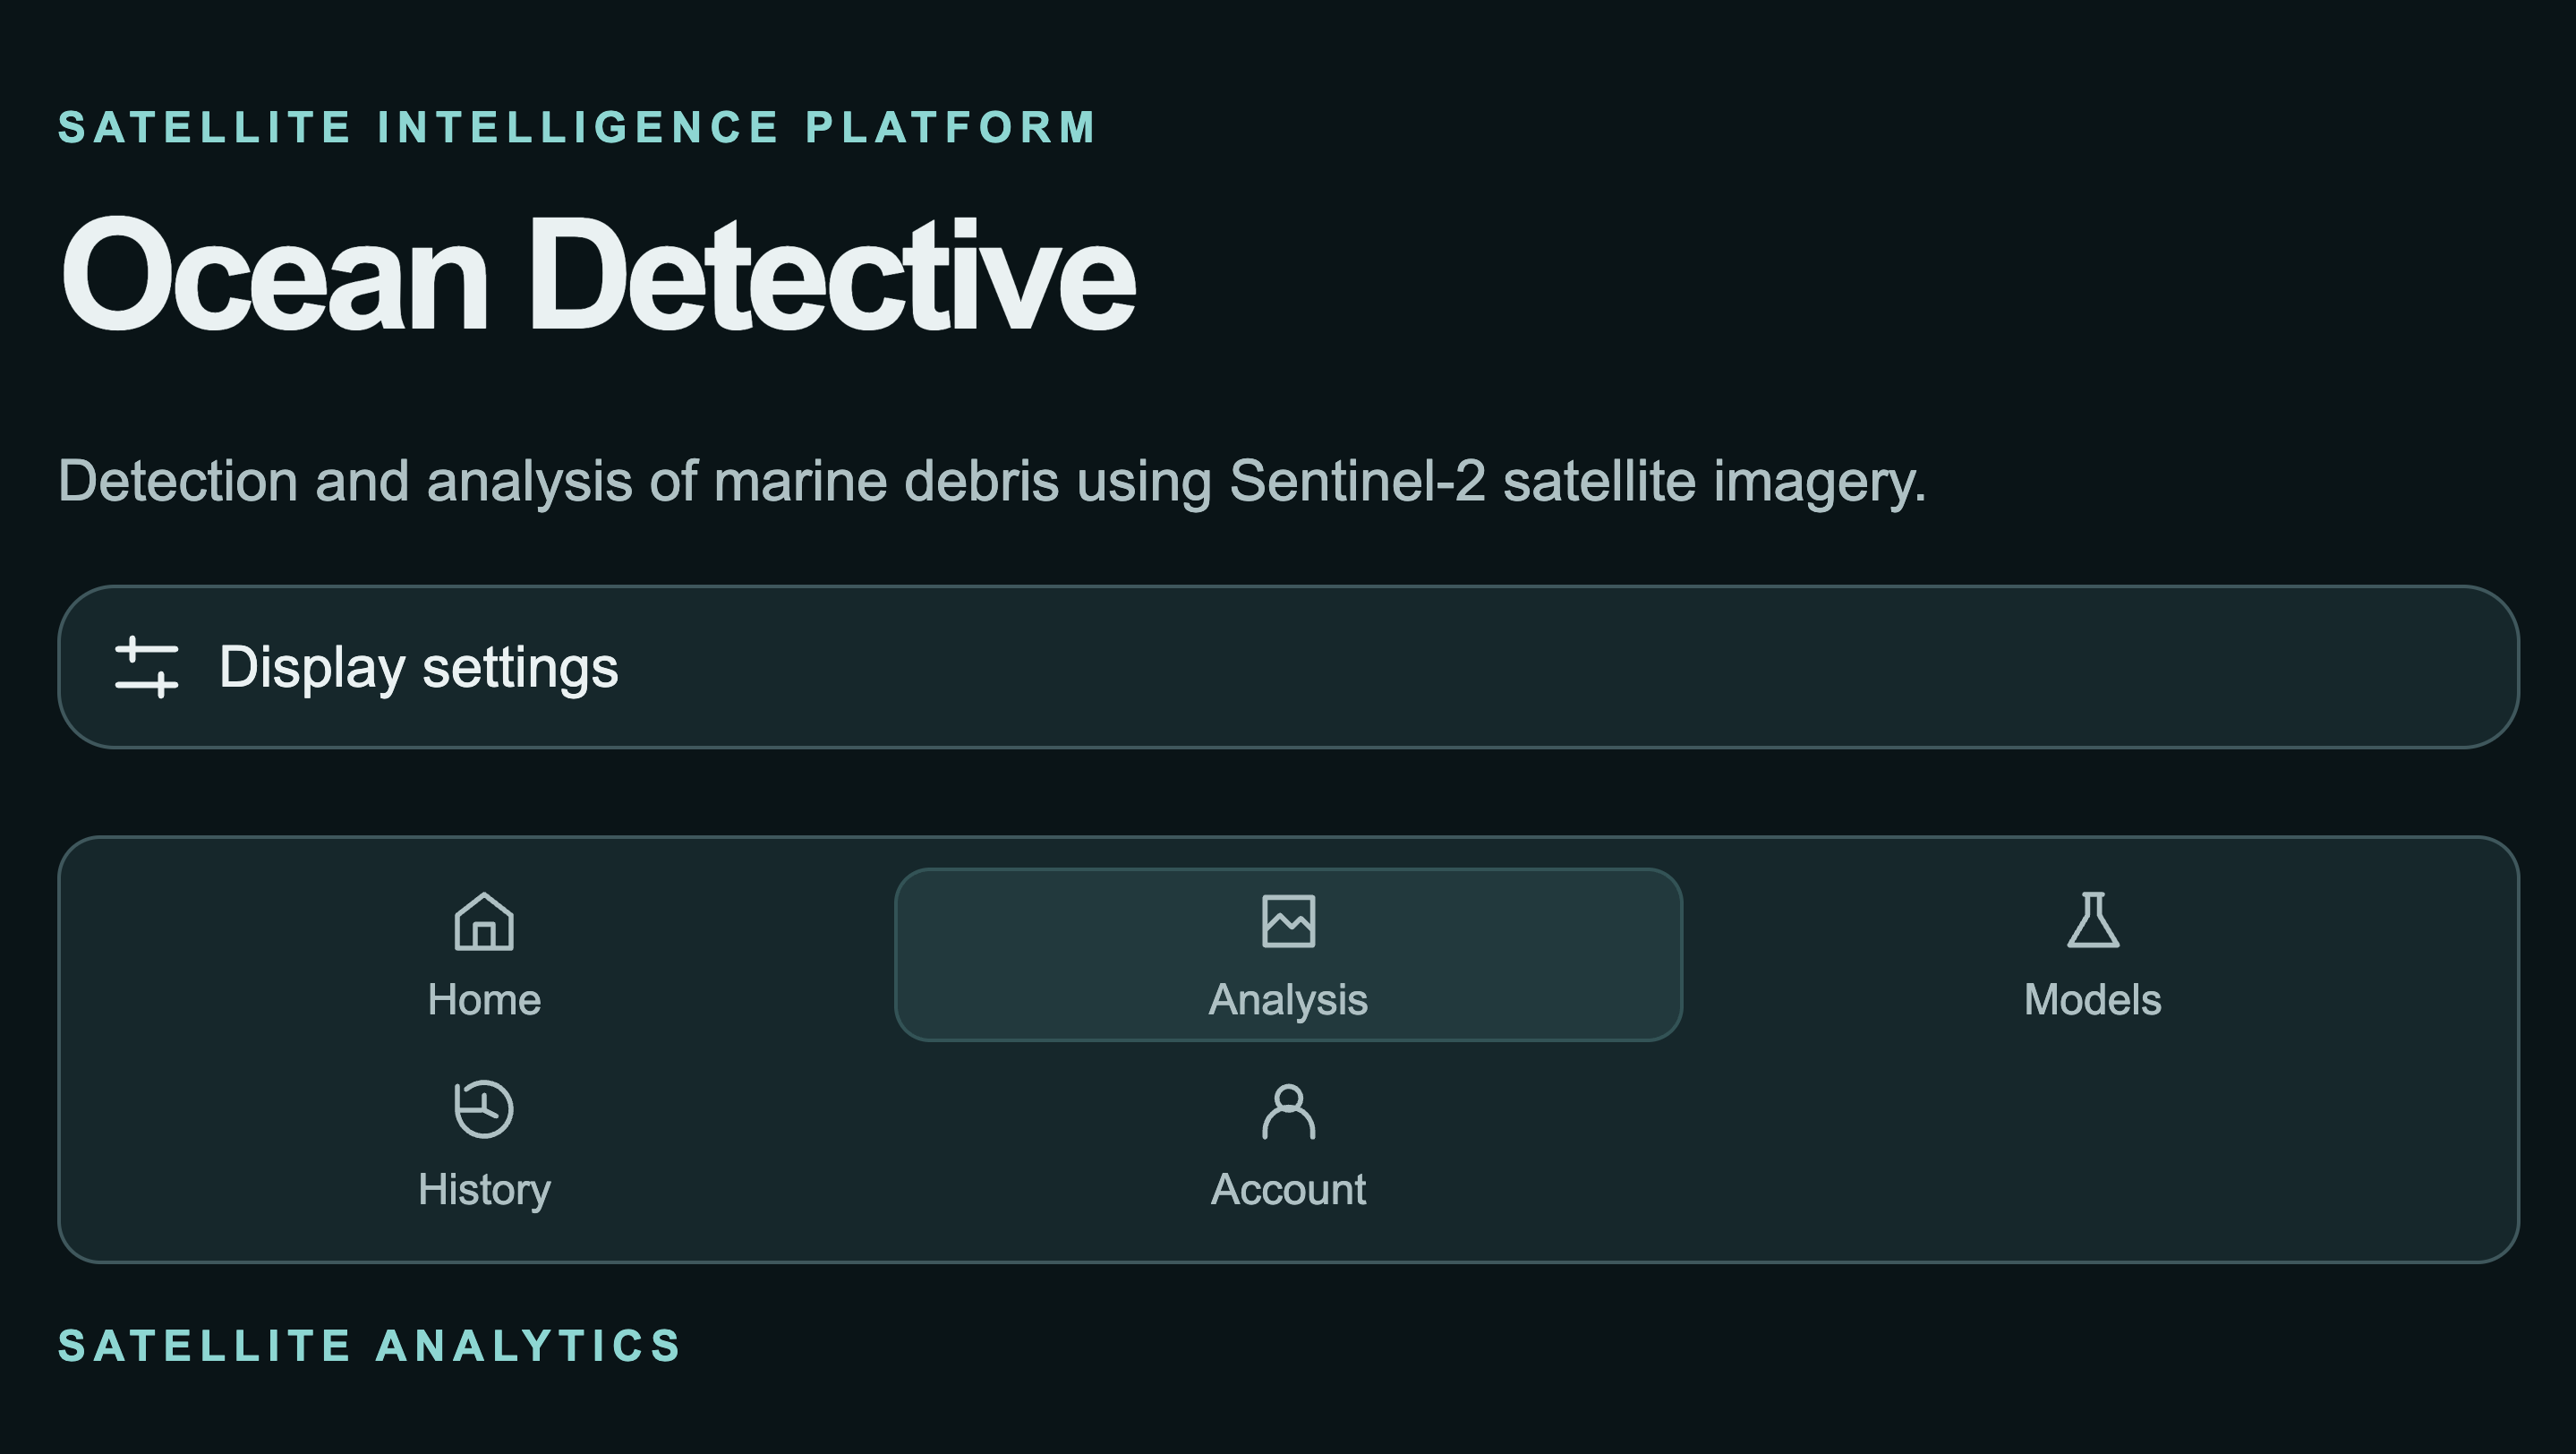 SATELLITE INTELLIGENCE PLATFORM
Ocean Detective
Detection and analysis of marine debris using Sentinel-2 satellite imagery.
Display settings
Home
Analysis
Models
History
Account
SATELLITE ANALYTICS